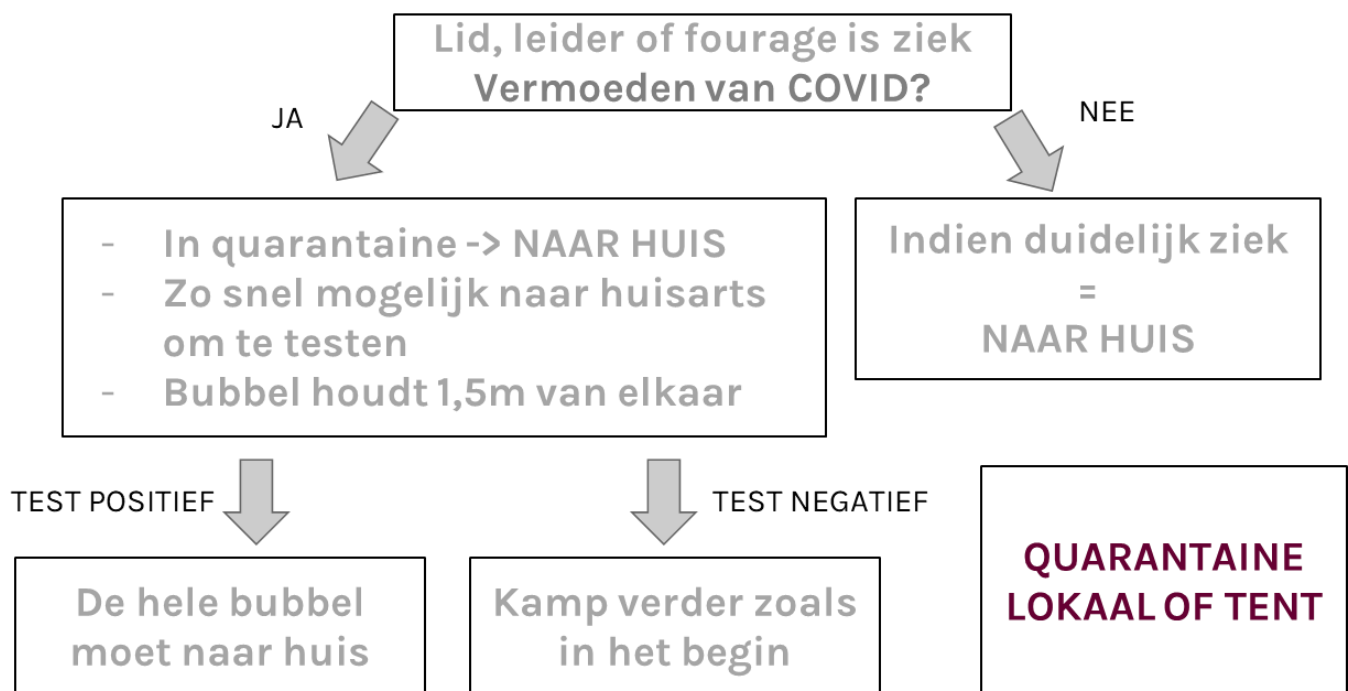 Lid, leider of fourage is ziek
Vermoeden van COVID?
JA
NEE
- In quarantaine -> NAAR HUIS
- Zo snel mogelijk naar huisarts
om te testen
- Bubbel houdt 1,5m van elkaar
Indien duidelijk ziek
=
NAAR HUIS
TEST POSITIEF
TEST NEGATIEF
De hele bubbel
moet naar huis
Kamp verder zoals
in het begin
QUARANTAINE
LOKAAL OF TENT